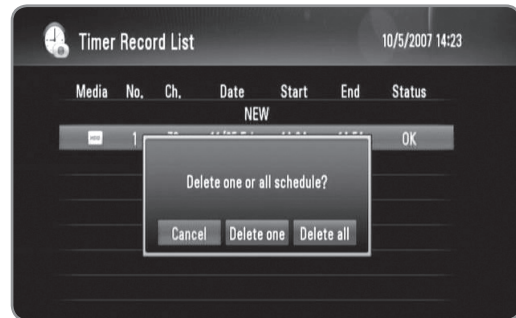 Timer Record List 10/5/2007 14:23
Media No. Ch. Date Start End Status
NEW
HDD 1 OK
Delete one or all schedule?
Cancel Delete one Delete all